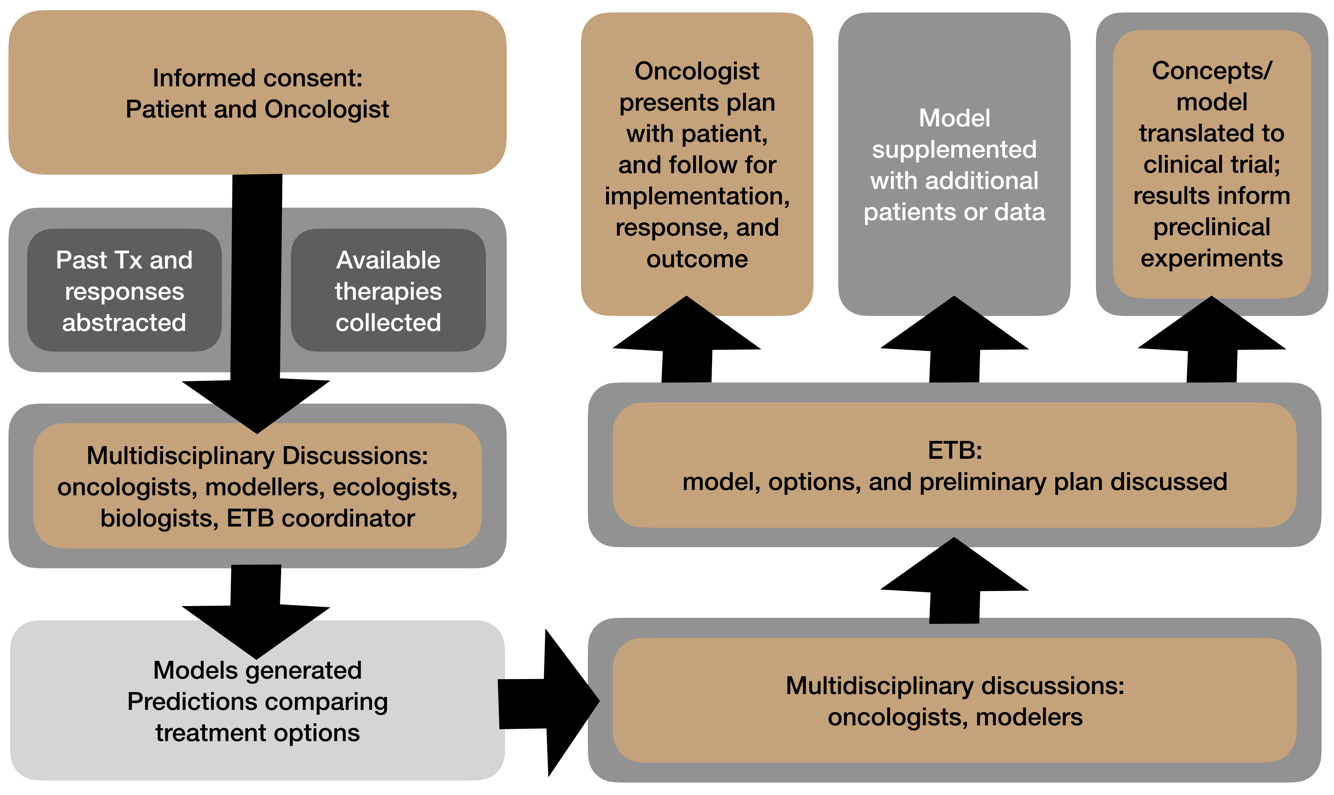 Informed consent:
Patient and Oncologist
Past Tx and
responses
abstracted
Available
therapies
collected
Multidisciplinary Discussions:
oncologists, modellers, ecologists,
biologists, ETB coordinator
Models generated
Predictions comparing
treatment options
Multidisciplinary discussions:
oncologists, modelers
ETB:
model, options, and preliminary plan discussed
Oncologist
presents plan
with patient,
and follow for
implementation,
response, and
outcome
Model
supplemented
with additional
patients or data
Concepts/
model
translated to
clinical trial;
results inform
preclinical
experiments